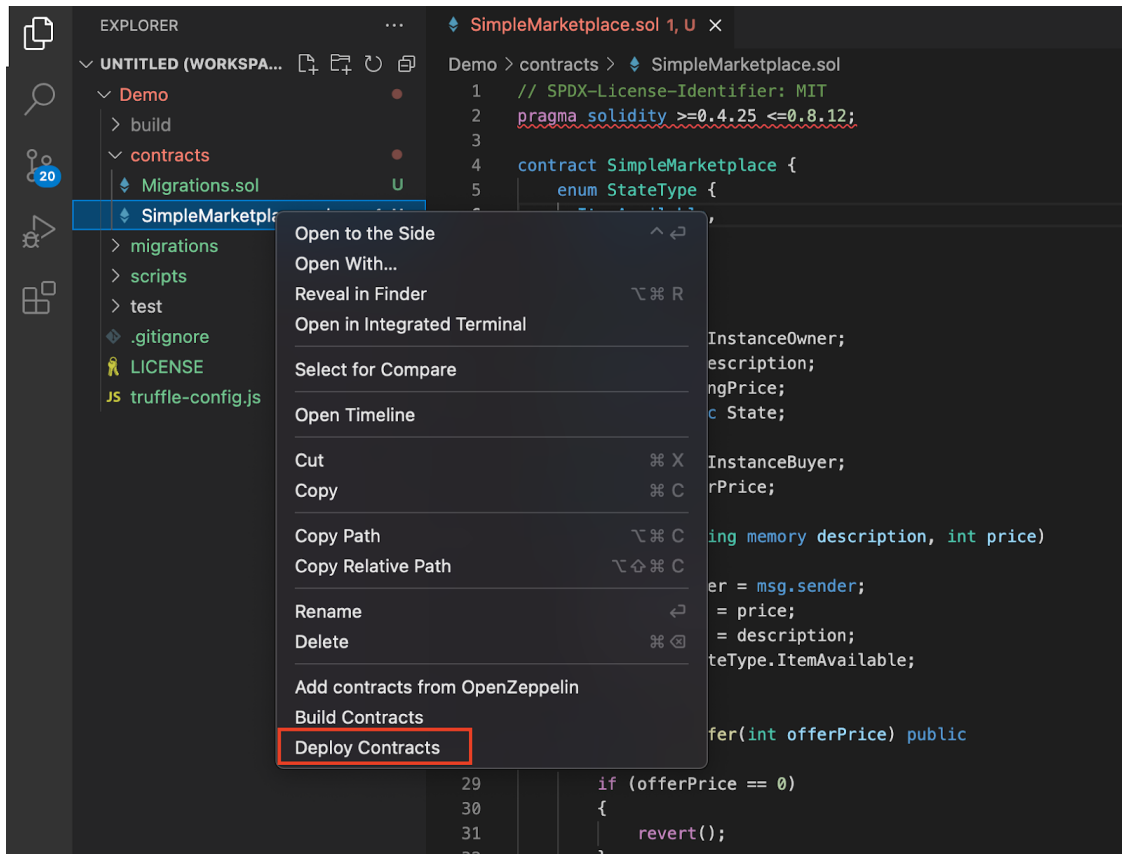 EXPLORER
UNTITLED (WORKSPA...
Demo
build
contracts
Migrations.sol U
SimpleMarketpla
migrations
scripts
test
.gitignore
LICENSE
JS truffle-config.js
20
SimpleMarketplace.sol 1, U
Demo > contracts > SimpleMarketplace.sol
1 // SPDX-License-Identifier: MIT
2 pragma solidity >=0.4.25 <=0.8.12;
3
4 contract SimpleMarketplace {
5 enum StateType {
InstanceOwner;
escription;
ngPrice;
c State;
InstanceBuyer;
rPrice;
ing memory description, int price)
er = msg.sender;
= price;
= description;
teType.ItemAvailable;
fer(int offerPrice) public
29 if (offerPrice == 0)
30 {
31 revert();
Open to the Side ^ ↩
Open With...
Reveal in Finder ⌥⌘ R
Open in Integrated Terminal
Select for Compare
Open Timeline
Cut ⌘ X
Copy ⌘ C
Copy Path ⌥⌘ C
Copy Relative Path ⌥⇧⌘ C
Rename ↩
Delete ⌘⌫
Add contracts from OpenZeppelin
Build Contracts
Deploy Contracts